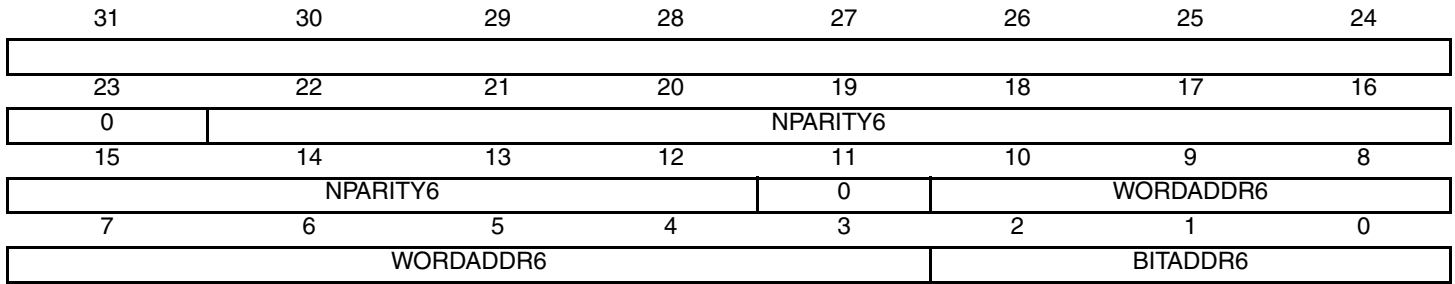 31 30 29 28 27 26 25 24
23 22 21 20 19 18 17 16
0 NPARITY6
15 14 13 12 11 10 9 8
NPARITY6 0 WORDADDR6
7 6 5 4 3 2 1 0
WORDADDR6 BITADDR6